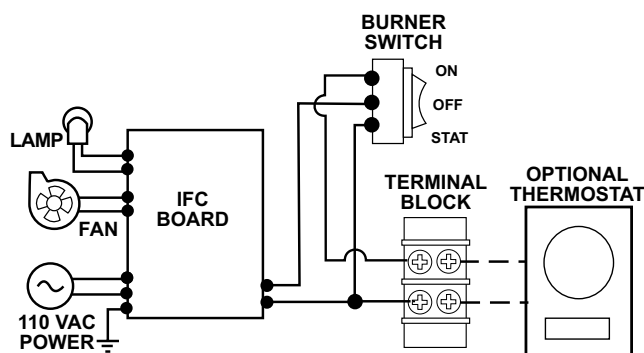 BURNER
SWITCH
ON
OFF
STAT
LAMP
FAN
IFC
BOARD
110 VAC
POWER
TERMINAL
BLOCK
OPTIONAL
THERMOSTAT